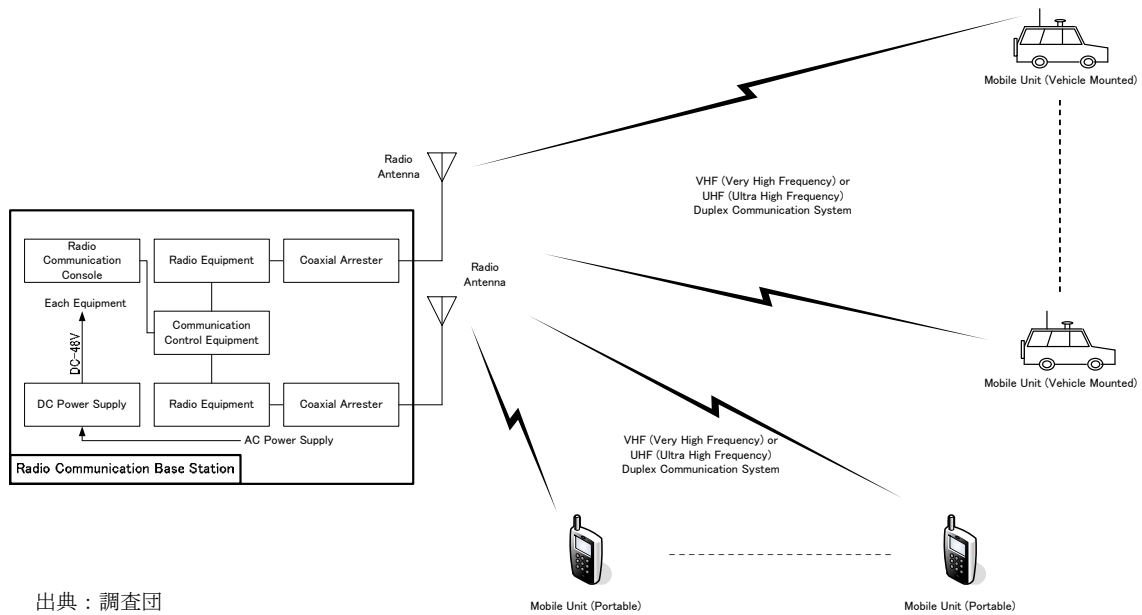 Mobile Unit (Vehicle Mounted)
Radio
Antenna
VHF (Very High Frequency) or
UHF (Ultra High Frequency)
Duplex Communication System
Radio
Communication
Console
Radio Equipment
Coaxial Arrester
Radio
Antenna
Each Equipment
Communication
Control Equipment
DC-48V
Mobile Unit (Vehicle Mounted)
DC Power Supply
Radio Equipment
Coaxial Arrester
AC Power Supply
VHF (Very High Frequency) or
UHF (Ultra High Frequency)
Duplex Communication System
Radio Communication Base Station
Mobile Unit (Portable)
Mobile Unit (Portable)
出典：調査団